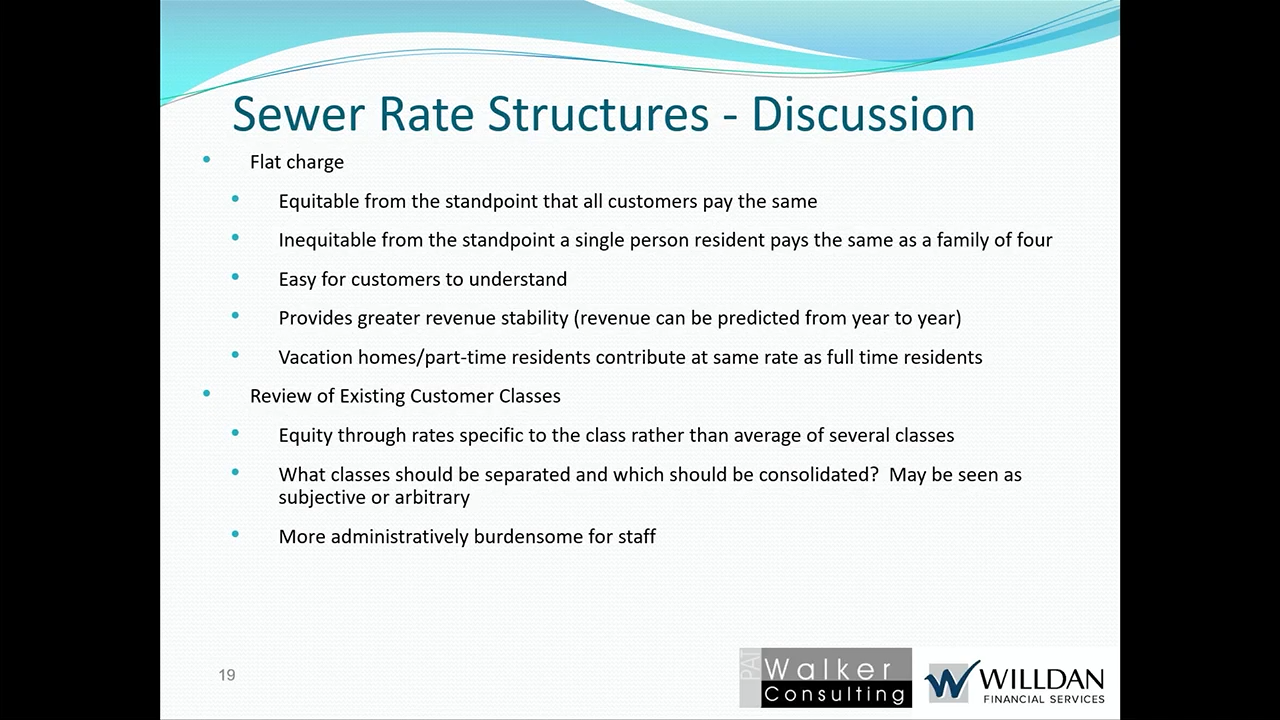 Sewer Rate Structures - Discussion
• Flat charge
• Equitable from the standpoint that all customers pay the same
• Inequitable from the standpoint a single person resident pays the same as a family of four
• Easy for customers to understand
• Provides greater revenue stability (revenue can be predicted from year to year)
• Vacation homes/part-time residents contribute at same rate as full time residents
• Review of Existing Customer Classes
• Equity through rates specific to the class rather than average of several classes
• What classes should be separated and which should be consolidated?  May be seen as
subjective or arbitrary
• More administratively burdensome for staff
19
PAT
Walker
Consulting
WILLDAN
FINANCIAL SERVICES